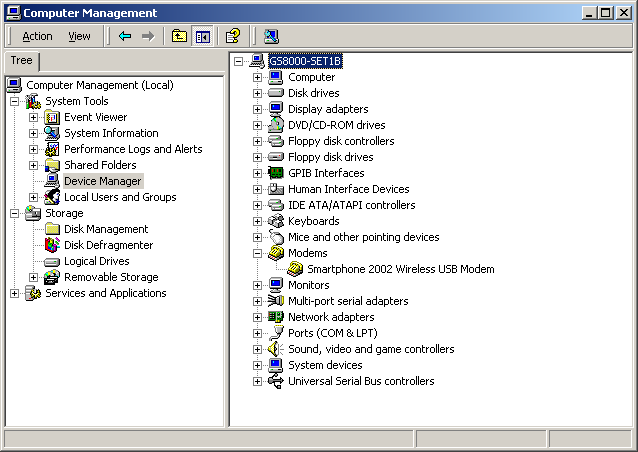 Computer Management
Action View
Tree
Computer Management (Local)
System Tools
Event Viewer
System Information
Performance Logs and Alerts
Shared Folders
Device Manager
Local Users and Groups
Storage
Disk Management
Disk Defragmenter
Logical Drives
Removable Storage
Services and Applications
GS8000-SET1B
Computer
Disk drives
Display adapters
DVD/CD-ROM drives
Floppy disk controllers
Floppy disk drives
GPIB Interfaces
Human Interface Devices
IDE ATA/ATAPI controllers
Keyboards
Mice and other pointing devices
Modems
Smartphone 2002 Wireless USB Modem
Monitors
Multi-port serial adapters
Network adapters
Ports (COM & LPT)
Sound, video and game controllers
System devices
Universal Serial Bus controllers